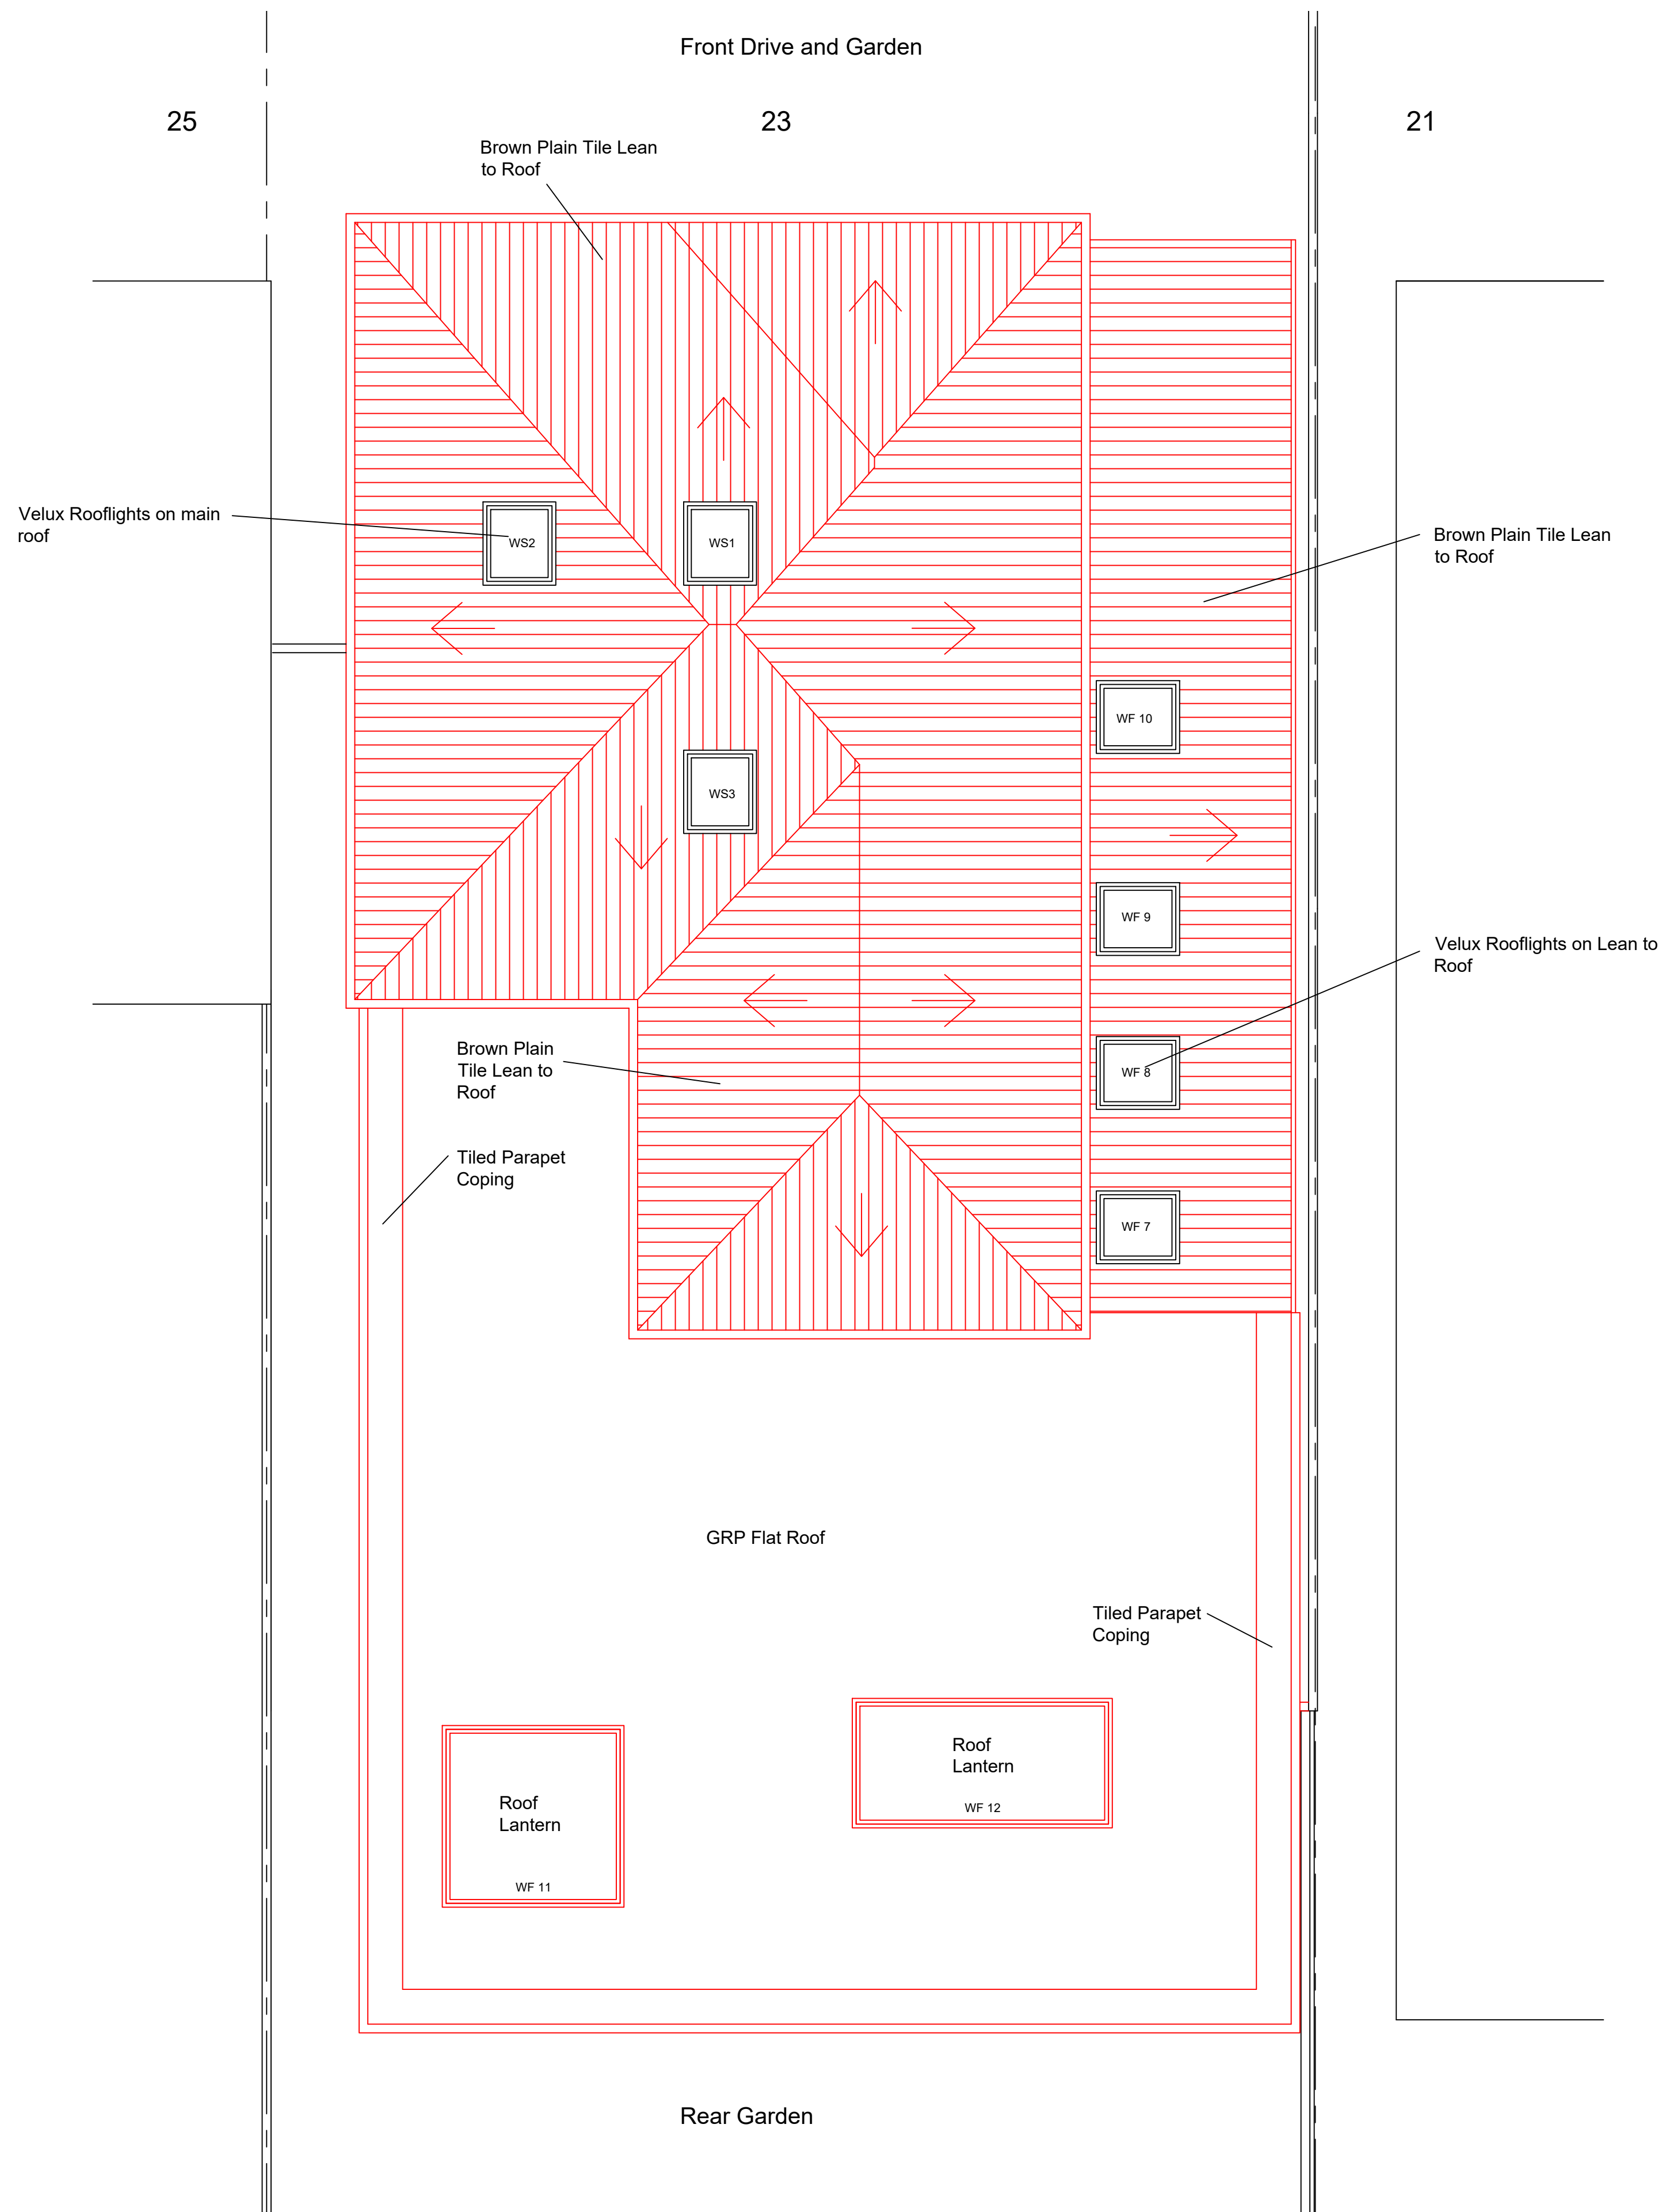 Front Drive and Garden
25
23
21
Brown Plain Tile Lean
to Roof
Velux Rooflights on main
roof
WS2
WS1
Brown Plain Tile Lean
to Roof
WF 10
WS3
WF 9
Velux Rooflights on Lean to
Roof
Brown Plain
Tile Lean to
Roof
WF 8
Tiled Parapet
Coping
WF 7
GRP Flat Roof
Tiled Parapet
Coping
Roof
Lantern
WF 12
Roof
Lantern
WF 11
Rear Garden